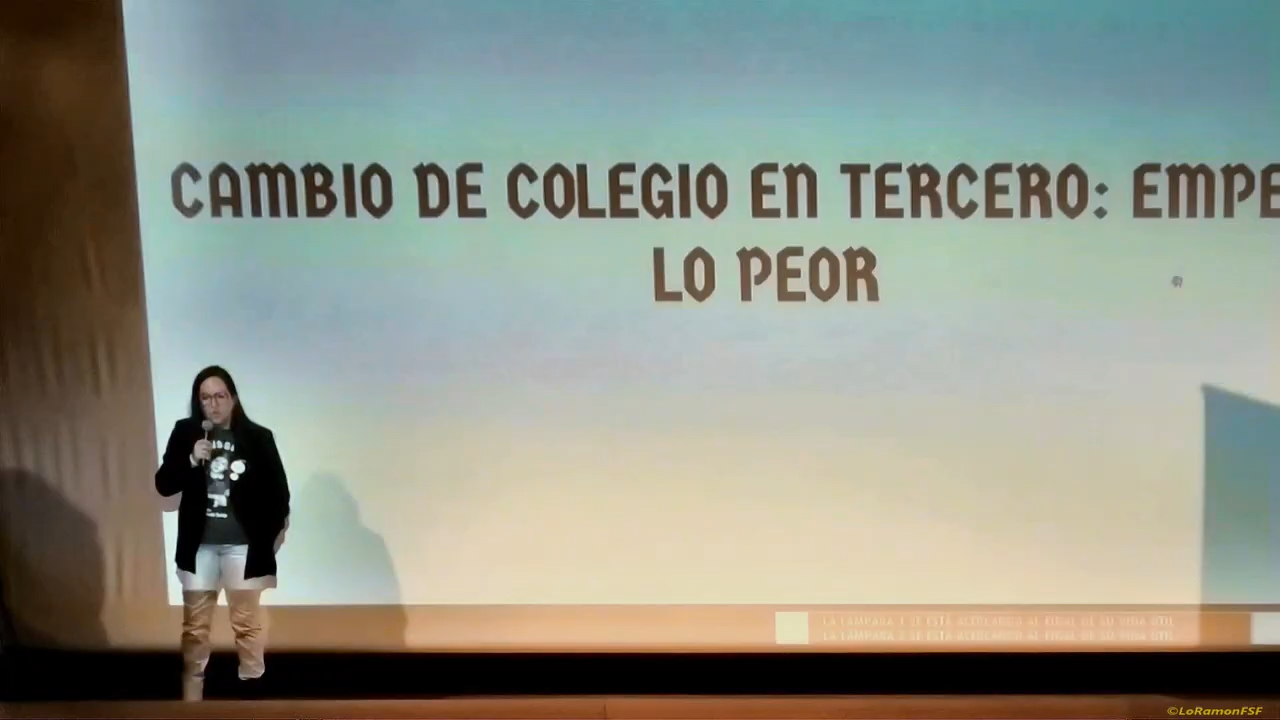 CAMBIO DE COLEGIO EN TERCERO: EMPE
LO PEOR
LA LÁMPARA 1 SE ESTÁ ACERCANDO AL FINAL DE SU VIDA ÚTIL
LA LÁMPARA 2 SE ESTÁ ACERCANDO AL FINAL DE SU VIDA ÚTIL
©LoRamonFSF